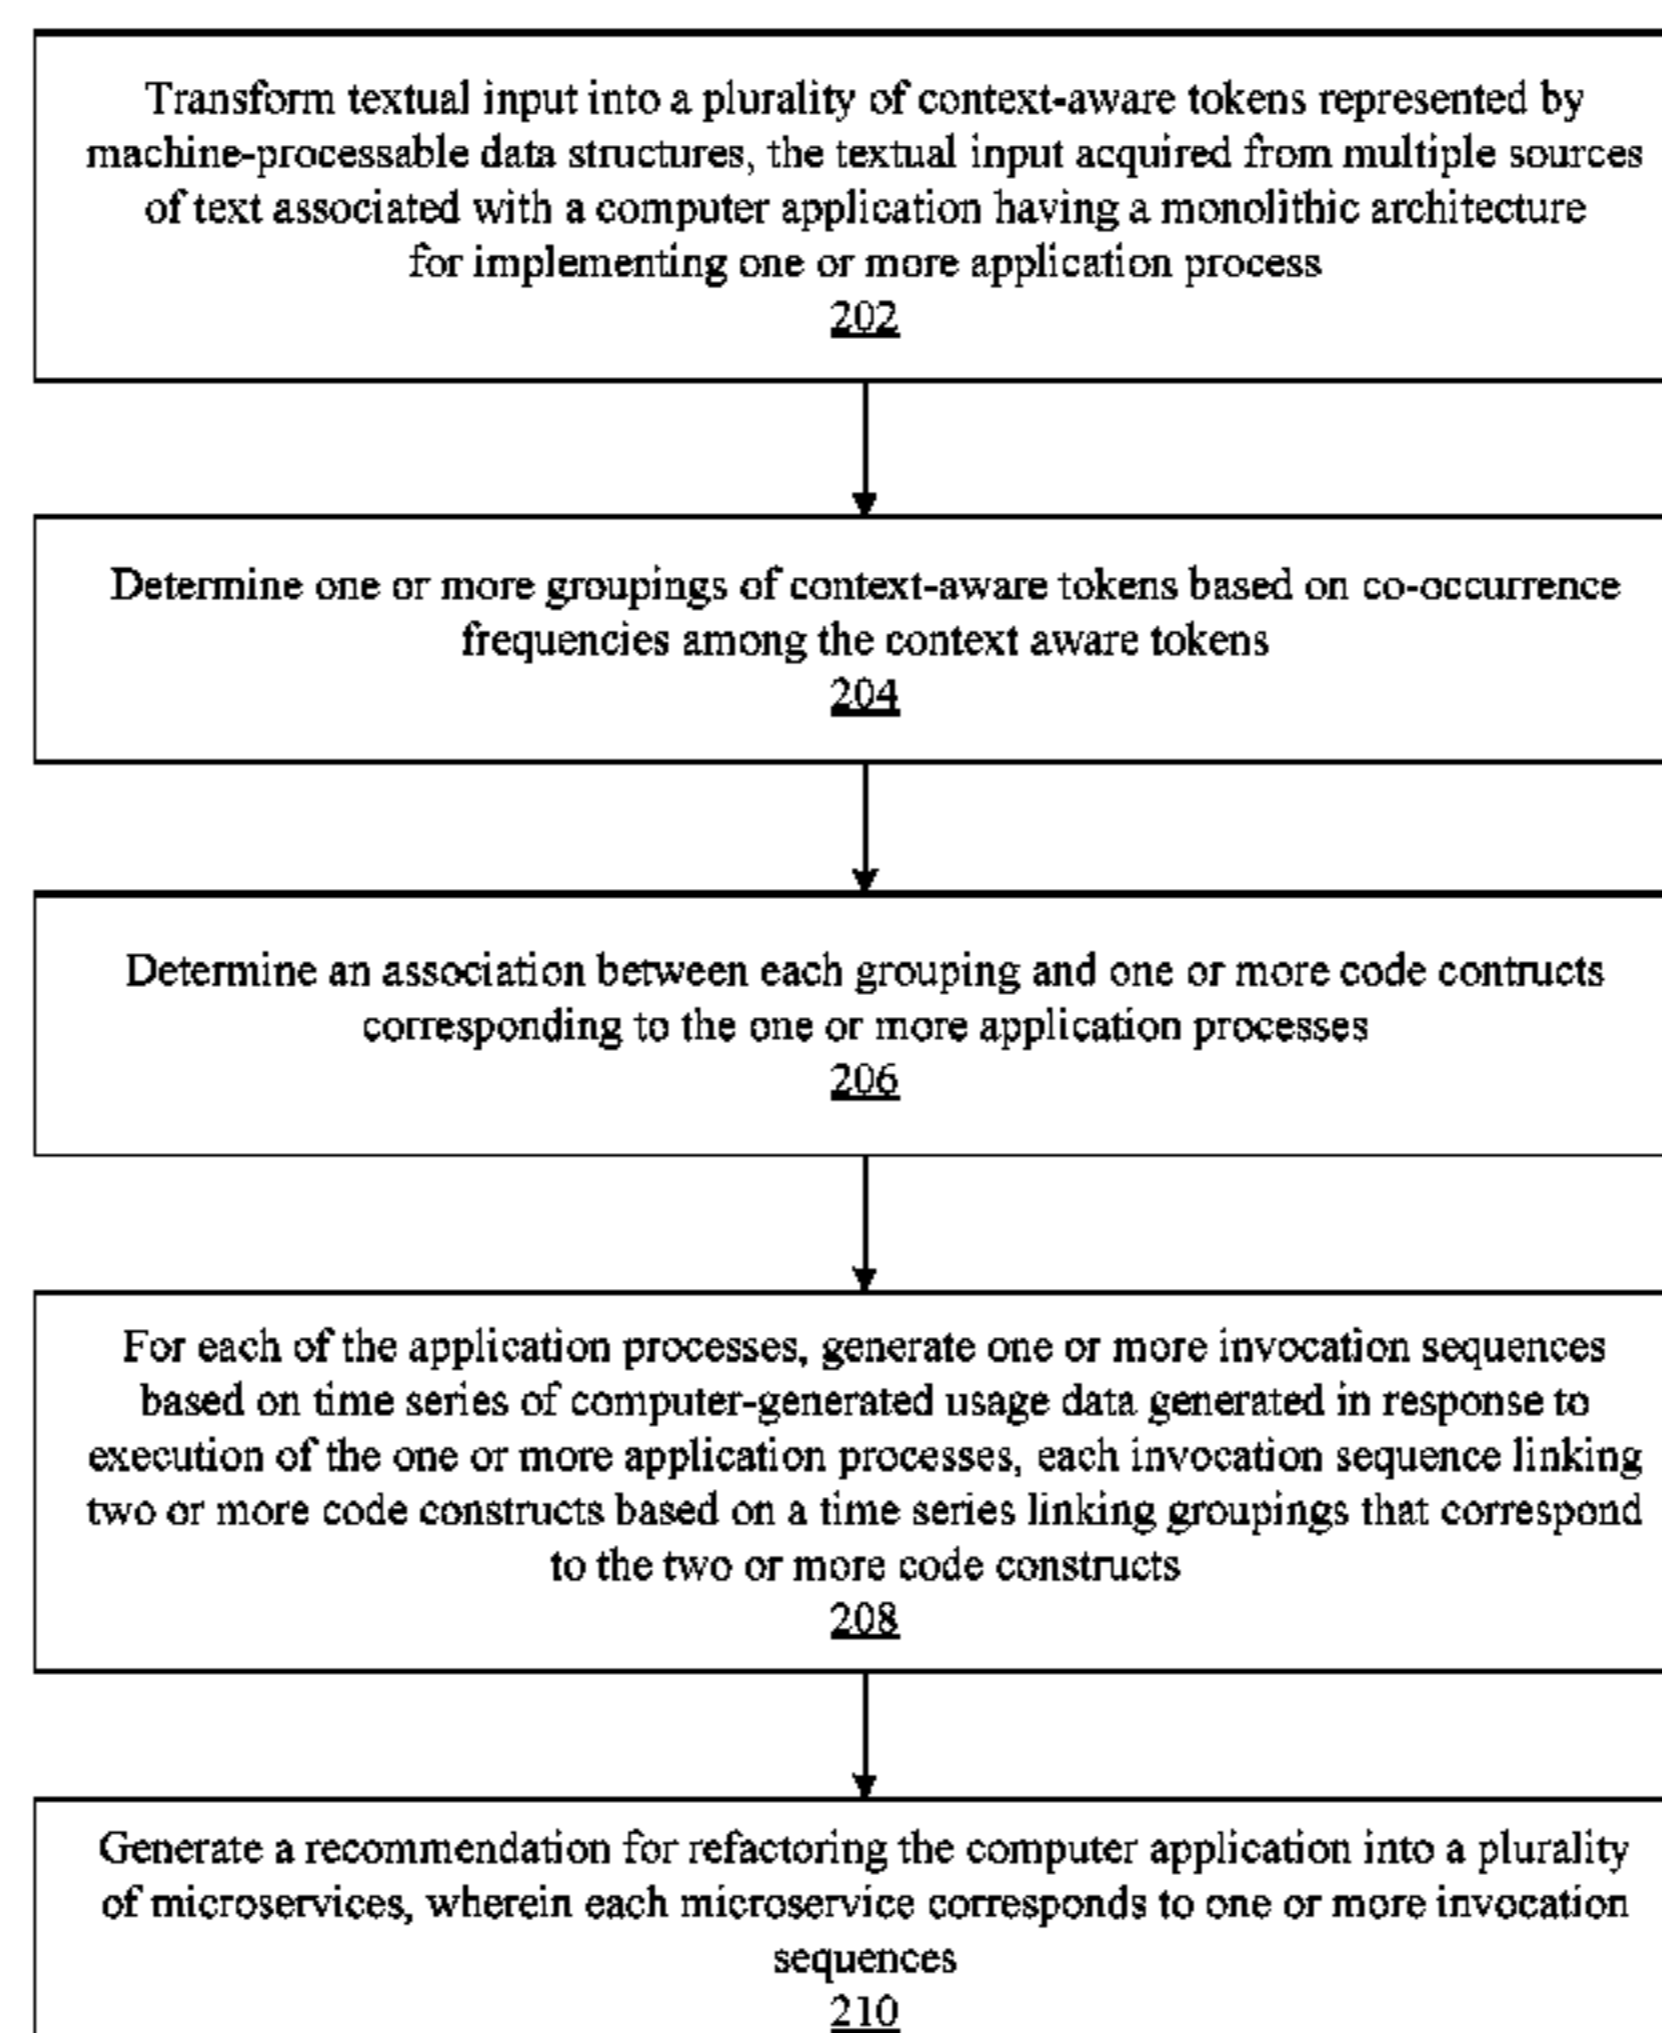 Transform textual input into a plurality of context-aware tokens represented by
machine-processable data structures, the textual input acquired from multiple sources
of text associated with a computer application having a monolithic architecture
for implementing one or more application process
202
Determine one or more groupings of context-aware tokens based on co-occurrence
frequencies among the context aware tokens
204
Determine an association between each grouping and one or more code contructs
corresponding to the one or more application processes
206
For each of the application processes, generate one or more invocation sequences
based on time series of computer-generated usage data generated in response to
execution of the one or more application processes, each invocation sequence linking
two or more code constructs based on a time series linking groupings that correspond
to the two or more code constructs
208
Generate a recommendation for refactoring the computer application into a plurality
of microservices, wherein each microservice corresponds to one or more invocation
sequences
210